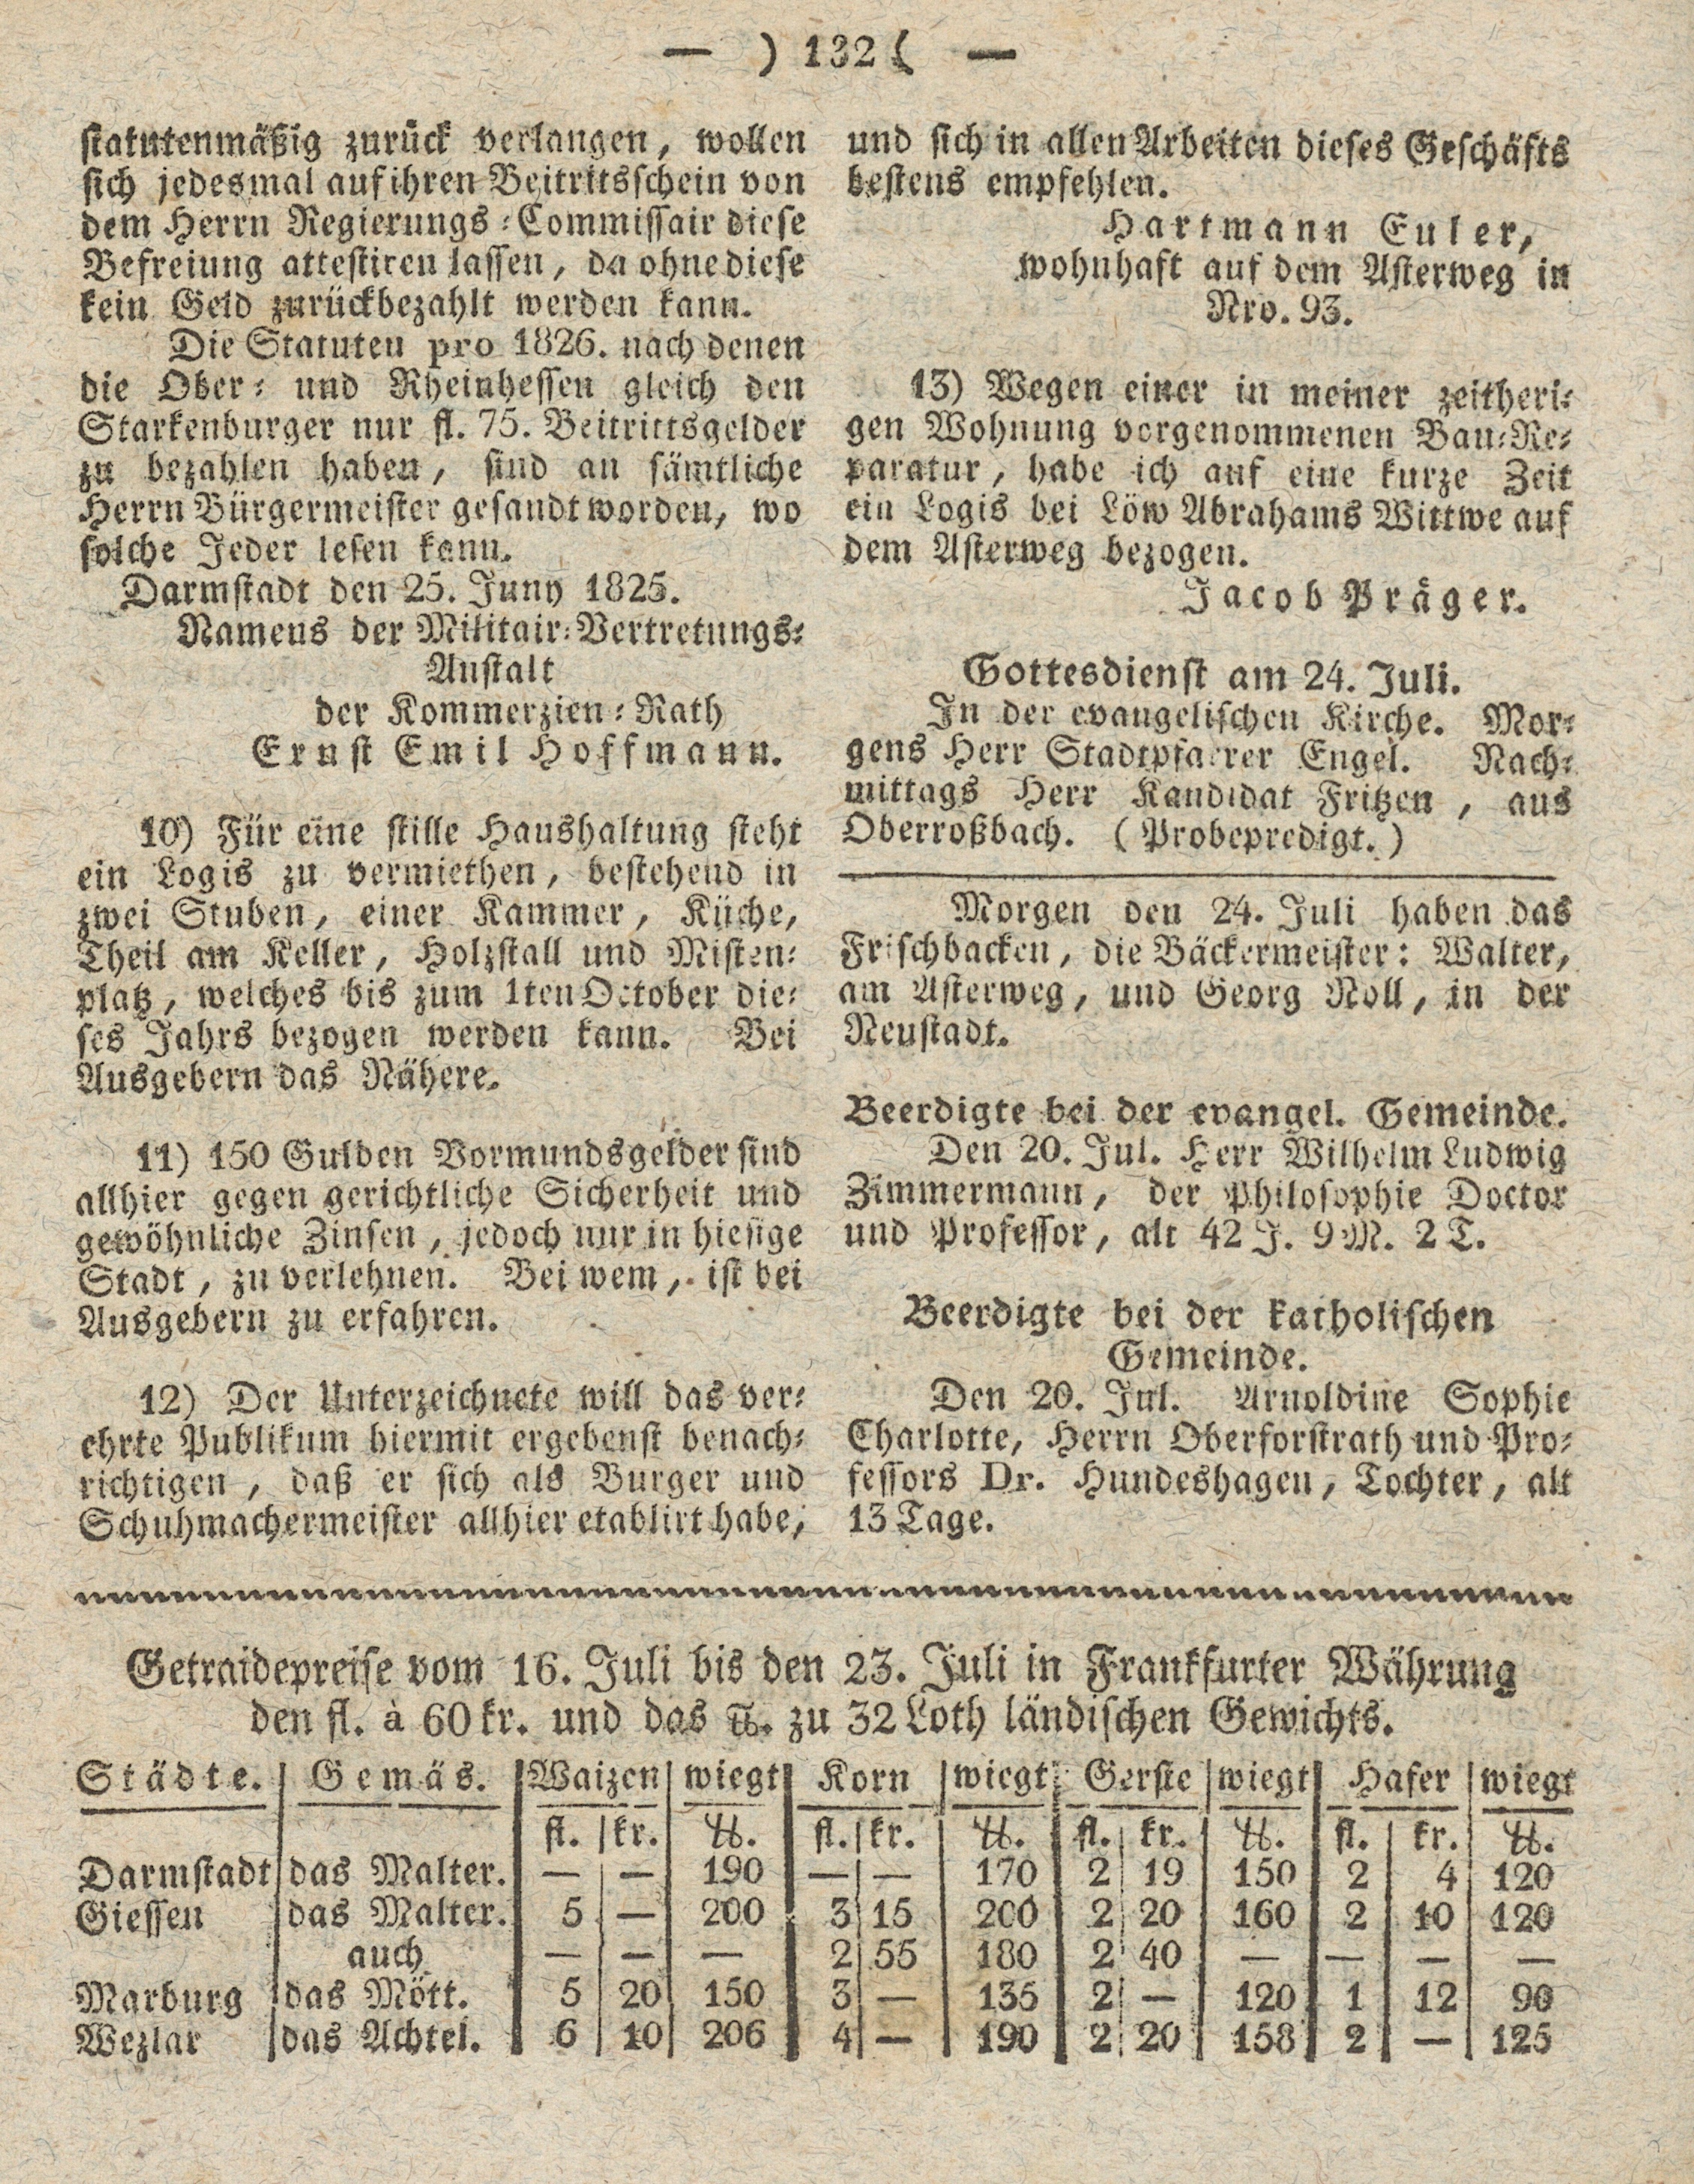 — ) 132 ( —
statutenmäßig zurück verlangen, wollen
sich jedesmal auf ihren Beitrittsschein von
dem Herrn Regierungs-Commissair diese
Befreiung attestiren lassen, da ohne diese
kein Geld zurückbezahlt werden kann.
Die Statuten pro 1826. nach denen
die Ober- und Rheinhessen gleich den
Starkenburger nur fl. 75. Beitrittsgelder
zu bezahlen haben, sind an sämtliche
Herrn Bürgermeister gesandt worden, wo
solche Jeder lesen kann.
Darmstadt den 25. Juny 1825.
Namens der Militair-Vertretungs-
Anstalt
der Kommerzien-Rath
Ernst Emil Hoffmann.
10) Für eine stille Haushaltung steht
ein Logis zu vermiethen, bestehend in
zwei Stuben, einer Kammer, Küche,
Theil am Keller, Holzstall und Misten-
platz, welches bis zum 1ten October die-
ses Jahrs bezogen werden kann. Bei
Ausgebern das Nähere.
11) 150 Gulden Vormundsgelder sind
allhier gegen gerichtliche Sicherheit und
gewöhnliche Zinsen, jedoch nur in hiesige
Stadt, zu verlehnen. Bei wem, ist bei
Ausgebern zu erfahren.
12) Der Unterzeichnete will das ver-
ehrte Publikum hiermit ergebenst benach-
richtigen, daß er sich als Burger und
Schuhmachermeister allhier etablirt habe,
und sich in allen Arbeiten dieses Geschäfts
bestens empfehlen.
Hartmann Euler,
wohnhaft auf dem Asterweg in
Nro. 93.
13) Wegen einer in meiner zeitheri-
gen Wohnung vorgenommenen Bau-Re-
paratur, habe ich auf eine kurze Zeit
ein Logis bei Löw Abrahams Wittwe auf
dem Asterweg bezogen.
Jacob Präger.
Gottesdienst am 24. Juli.
In der evangelischen Kirche. Mor-
gens Herr Stadtpfarrer Engel. Nach-
mittags Herr Kandidat Fritzen, aus
Oberroßbach. (Probepredigt.)
Morgen den 24. Juli haben das
Frischbacken, die Bäckermeister: Walter,
am Asterweg, und Georg Noll, in der
Neustadt.
Beerdigte bei der evangel. Gemeinde.
Den 20. Jul. Herr Wilhelm Ludwig
Zimmermann, der Philosophie Doctor
und Professor, alt 42 J. 9 M. 2 T.
Beerdigte bei der katholischen
Gemeinde.
Den 20. Jul. Arnoldine Sophie
Charlotte, Herrn Oberforstrath und Pro-
fessors Dr. Hundeshagen, Tochter, alt
13 Tage.
Getraidepreise vom 16. Juli bis den 23. Juli in Frankfurter Währung
den fl. à 60 kr. und das ℔. zu 32 Loth ländischen Gewichts.
Städte. Gemäs. Waizen wiegt Korn wiegt Gerste wiegt Hafer wiegt
fl. kr. ℔. fl. kr. ℔. fl. kr. ℔. fl. kr. ℔.
Darmstadt das Malter. — — 190 — — 170 2 19 150 2 4 120
Giessen das Malter. 5 — 200 3 15 200 2 20 160 2 10 120
auch — — — 2 55 180 2 40 — — — —
Marburg das Mött. 5 20 150 3 — 135 2 — 120 1 12 90
Wezlar das Achtel. 6 10 206 4 — 190 2 20 158 2 — 125